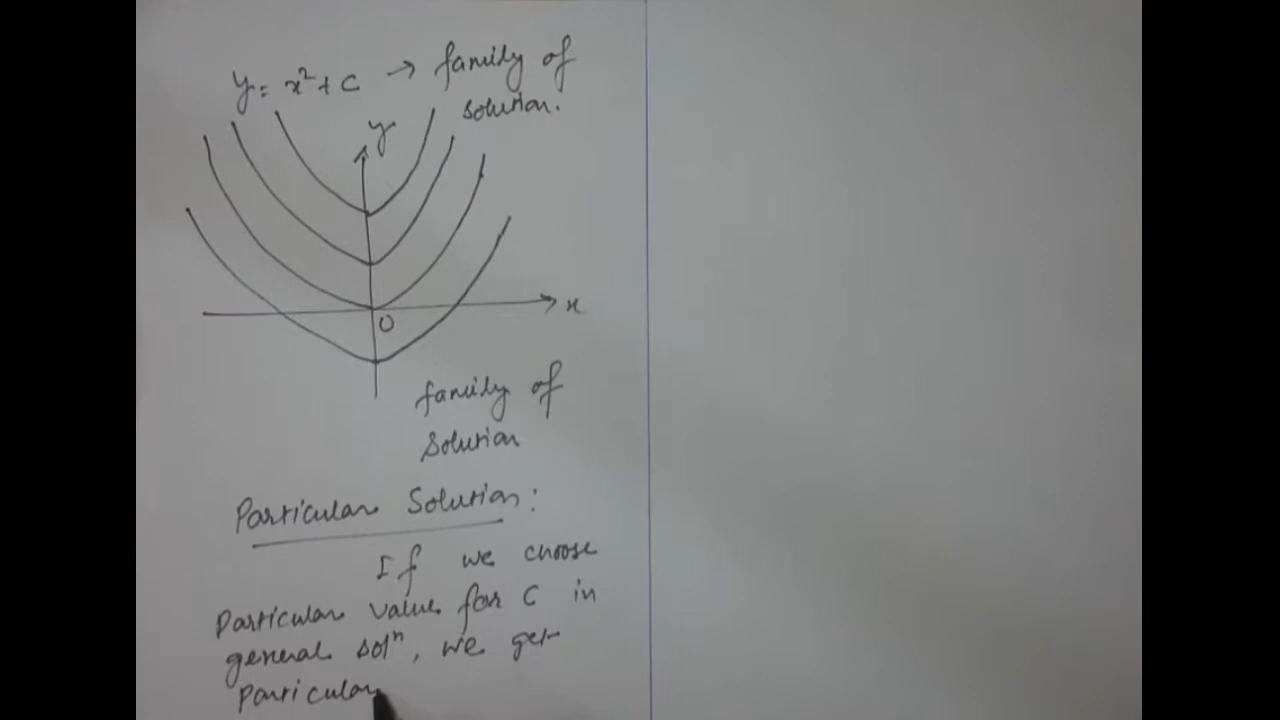 y = x² + c → family of
solution.
y
x
0
family of
solution
Particular Solution:
If we choose
particular value for C in
general solⁿ, we get
particular